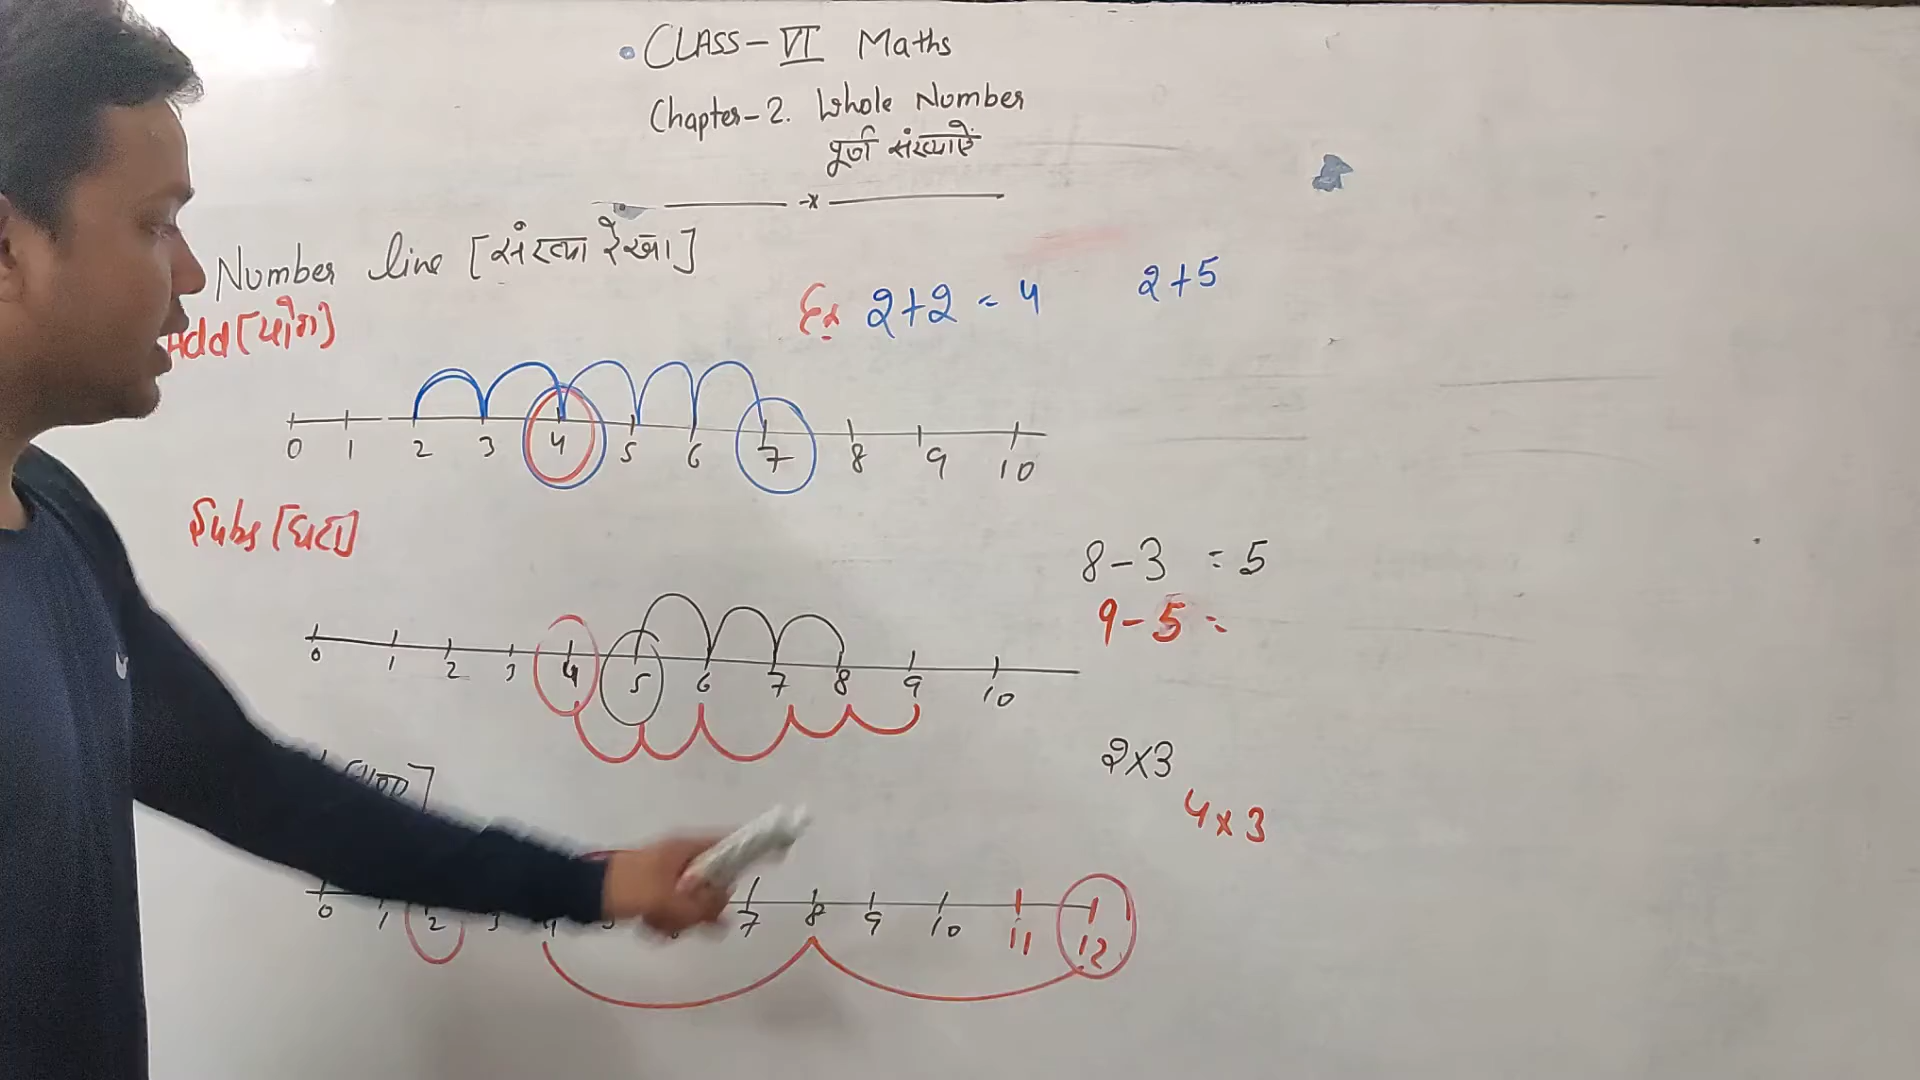 CLASS-VI Maths
Chapter-2. Whole Number
पूर्ण संख्याऐं
Number line [संख्या रेखा]
Add [योग]
Ex 2+2 = 4 2+5
0 1 2 3 4 5 6 7 8 9 10
Subs [घटा]
8-3 = 5
9-5 =
0 1 2 3 4 5 6 7 8 9 10
2×3
4×3
0 1 2 3 4 7 8 9 10 11 12